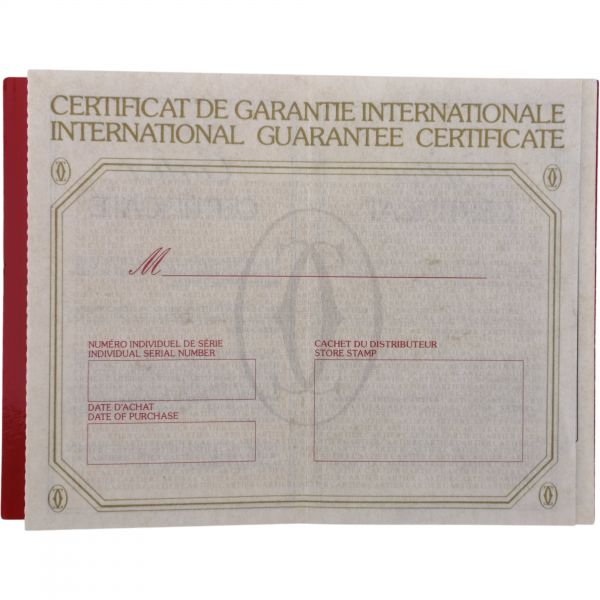 CERTIFICAT DE GARANTIE INTERNATIONALE
INTERNATIONAL GUARANTEE CERTIFICATE
M
NUMÉRO INDIVIDUEL DE SÉRIE
INDIVIDUAL SERIAL NUMBER
DATE D'ACHAT
DATE OF PURCHASE
CACHET DU DISTRIBUTEUR
STORE STAMP